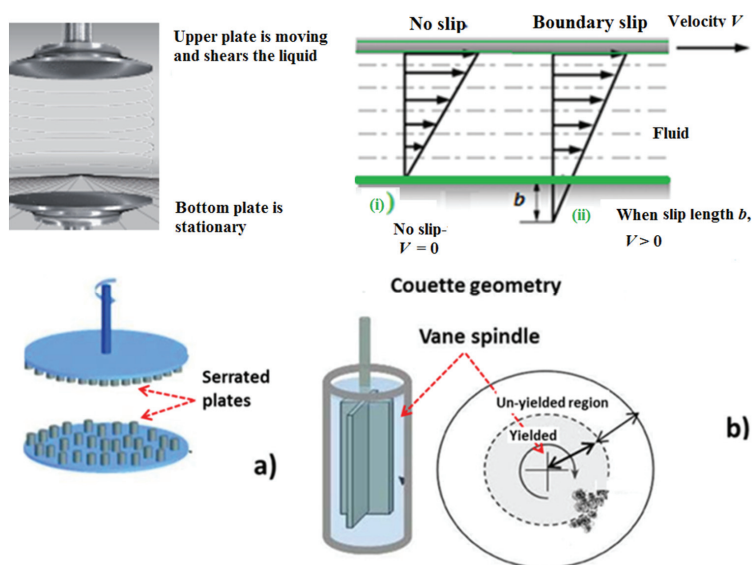 Upper plate is moving
and shears the liquid
Bottom plate is
stationary
No slip
Boundary slip
Velocity V
Fluid
(i))
b
(ii)
No slip-
V = 0
When slip length b,
V > 0
Couette geometry
Vane spindle
Serrated
plates
a)
Un-yielded region
Yielded
b)